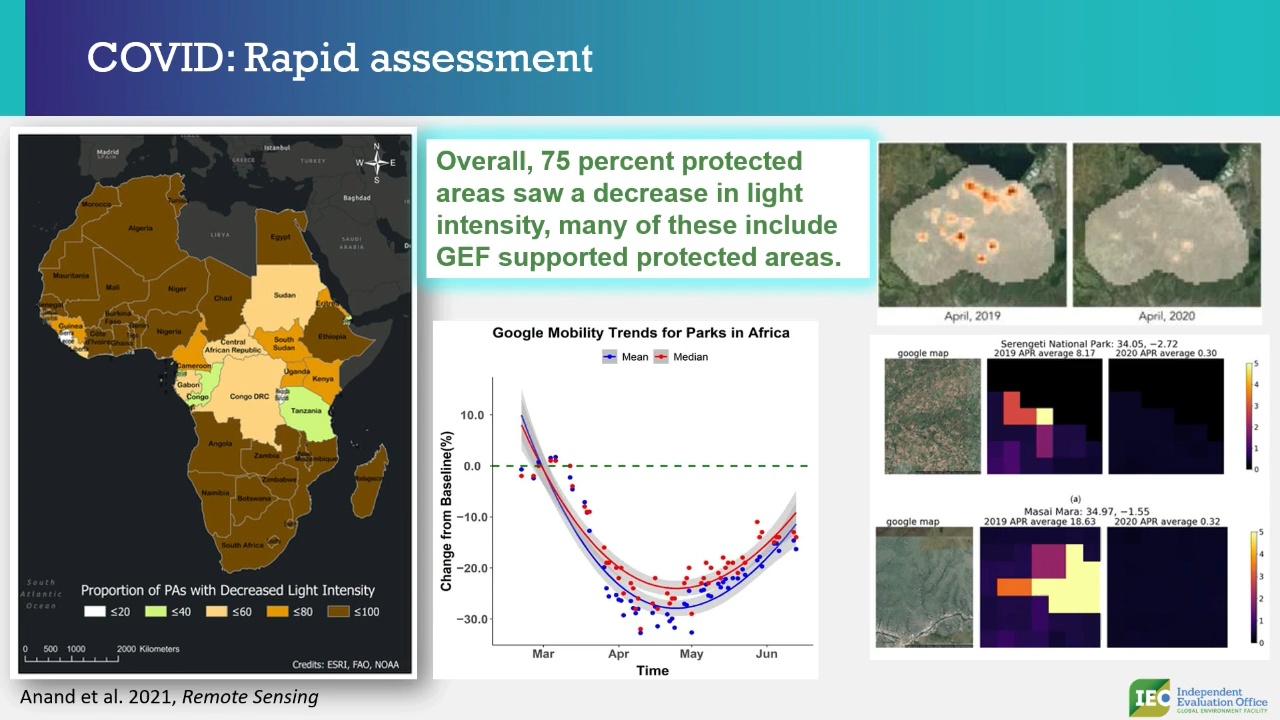 COVID: Rapid assessment
Madrid
SPAIN
Istanbul
GREECE
TURKEY
N
W
E
S
Baghdad
Morocco
Tunis
Algeria
LIBYA
Egypt
SAUDI
ARABIA
Mauritania
Mali
Niger
Chad
Sudan
Eritrea
Senegal
Burkina
Faso
Guinea
Sierra
Leone
Côte
d'Ivoire
Ghana
Togo
Benin
Nigeria
Liberia
Central
African Republic
South
Sudan
Ethiopia
Cameroon
Uganda
Kenya
Gabon
Congo
Congo DRC
Tanzania
Angola
Zambia
Mozambique
Zimbabwe
Namibia
Botswana
Madagascar
South Africa
South
Atlantic
Ocean
Proportion of PAs with Decreased Light Intensity
≤20
≤40
≤60
≤80
≤100
0 500 1000 2000 Kilometers
Credits: ESRI, FAO, NOAA
Anand et al. 2021, Remote Sensing
Overall, 75 percent protected
areas saw a decrease in light
intensity, many of these include
GEF supported protected areas.
Google Mobility Trends for Parks in Africa
Mean
Median
Change from Baseline(%)
10.0
0.0
−10.0
−20.0
−30.0
Mar
Apr
May
Jun
Time
April, 2019
April, 2020
Serengeti National Park: 34.05, −2.72
google map
2019 APR average 8.17
2020 APR average 0.30
5
4
3
2
1
0
(a)
Masai Mara: 34.97, −1.55
google map
2019 APR average 18.63
2020 APR average 0.32
5
4
3
2
1
0
IEO
Independent
Evaluation Office
GLOBAL ENVIRONMENT FACILITY